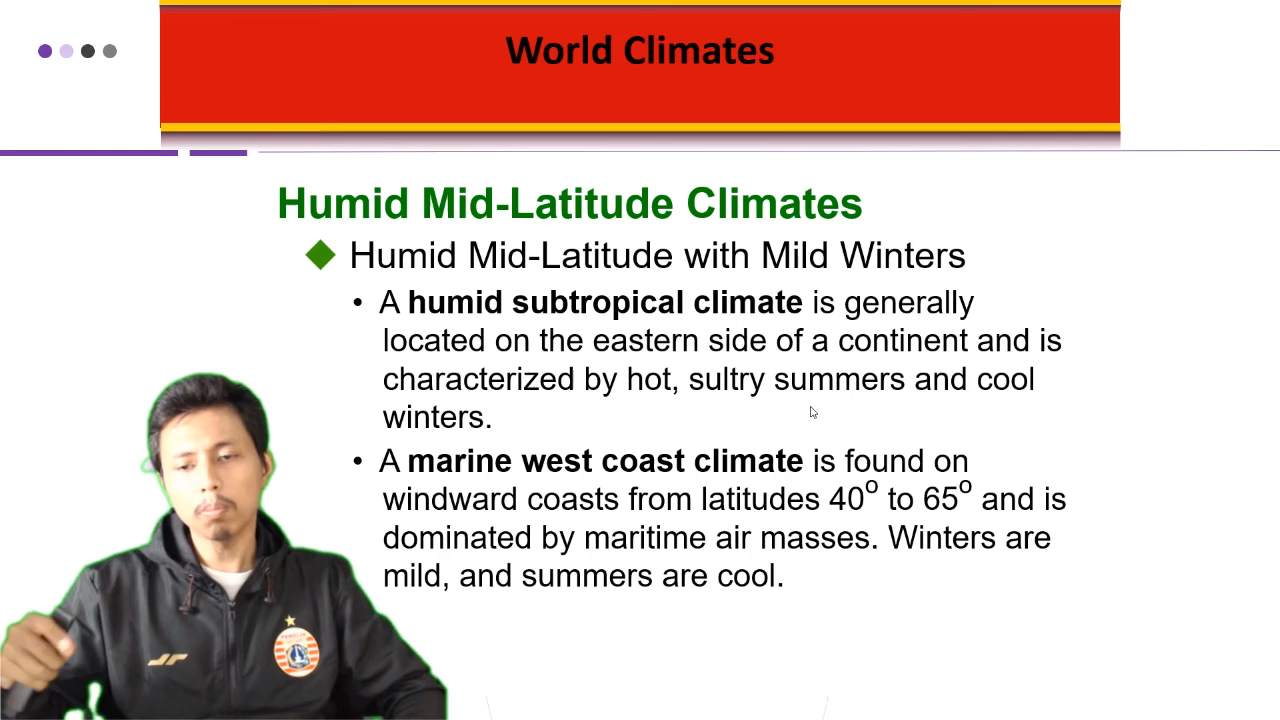 World Climates
Humid Mid-Latitude Climates
Humid Mid-Latitude with Mild Winters
• A humid subtropical climate is generally
located on the eastern side of a continent and is
characterized by hot, sultry summers and cool
winters.
• A marine west coast climate is found on
windward coasts from latitudes 40° to 65° and is
dominated by maritime air masses. Winters are
mild, and summers are cool.